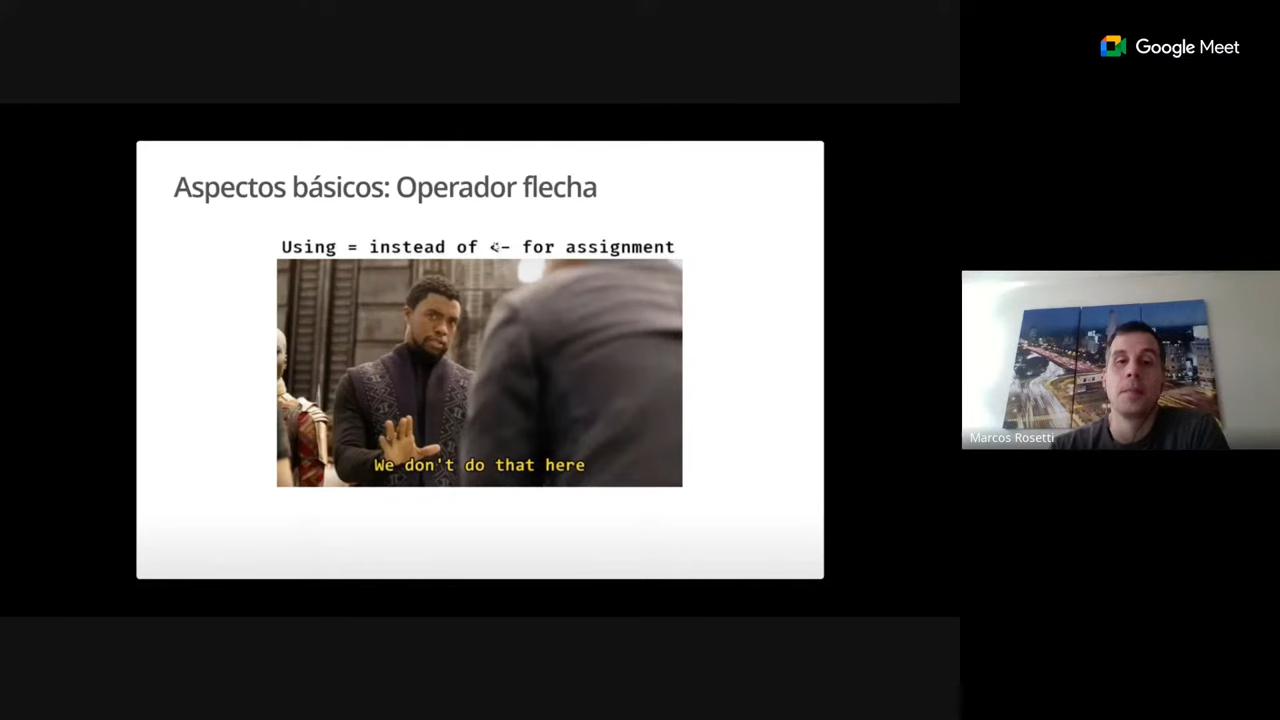 Google Meet
Aspectos básicos: Operador flecha
Using = instead of <- for assignment
We don't do that here
Marcos Rosetti